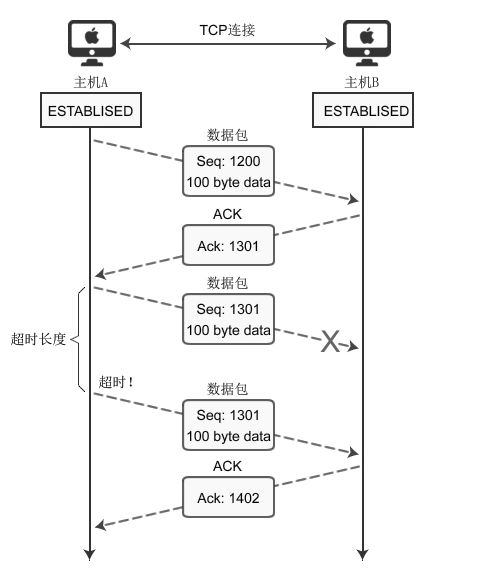 TCP连接
主机A
主机B
ESTABLISED
ESTABLISED
数据包
Seq: 1200
100 byte data
ACK
Ack: 1301
数据包
Seq: 1301
100 byte data
X
超时长度
超时！
数据包
Seq: 1301
100 byte data
ACK
Ack: 1402